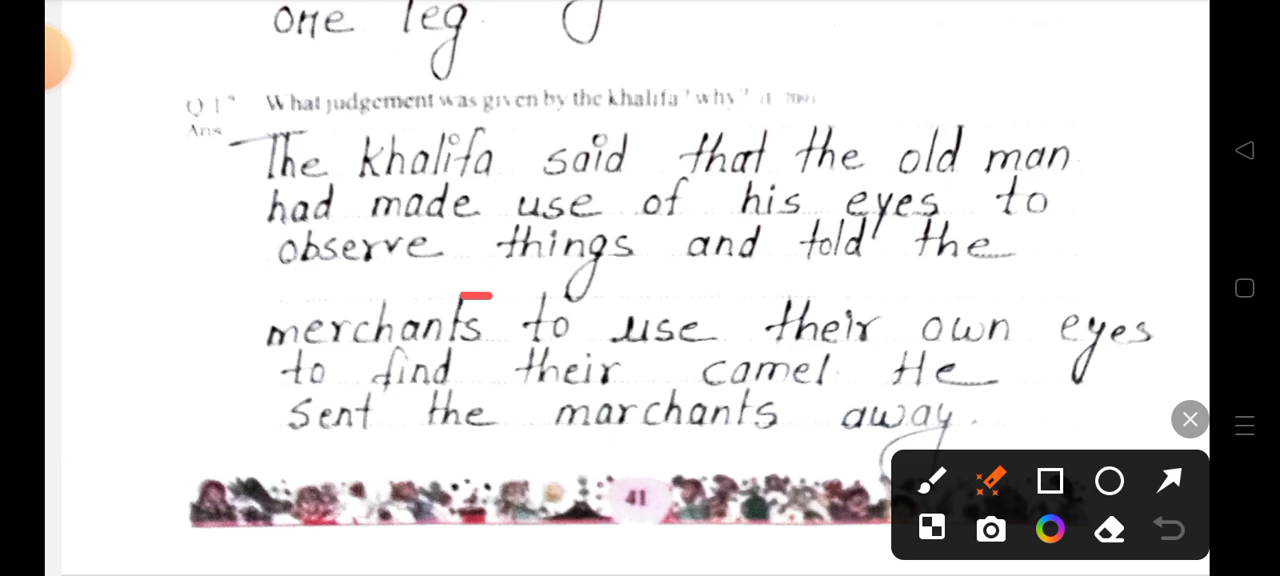 one leg
What judgement was given by the khalifa? why?
Ans
The khalifa said that the old man
had made use of his eyes to
observe things and told the
merchants to use their own eyes
to find their camel. He
sent the marchants away.
41